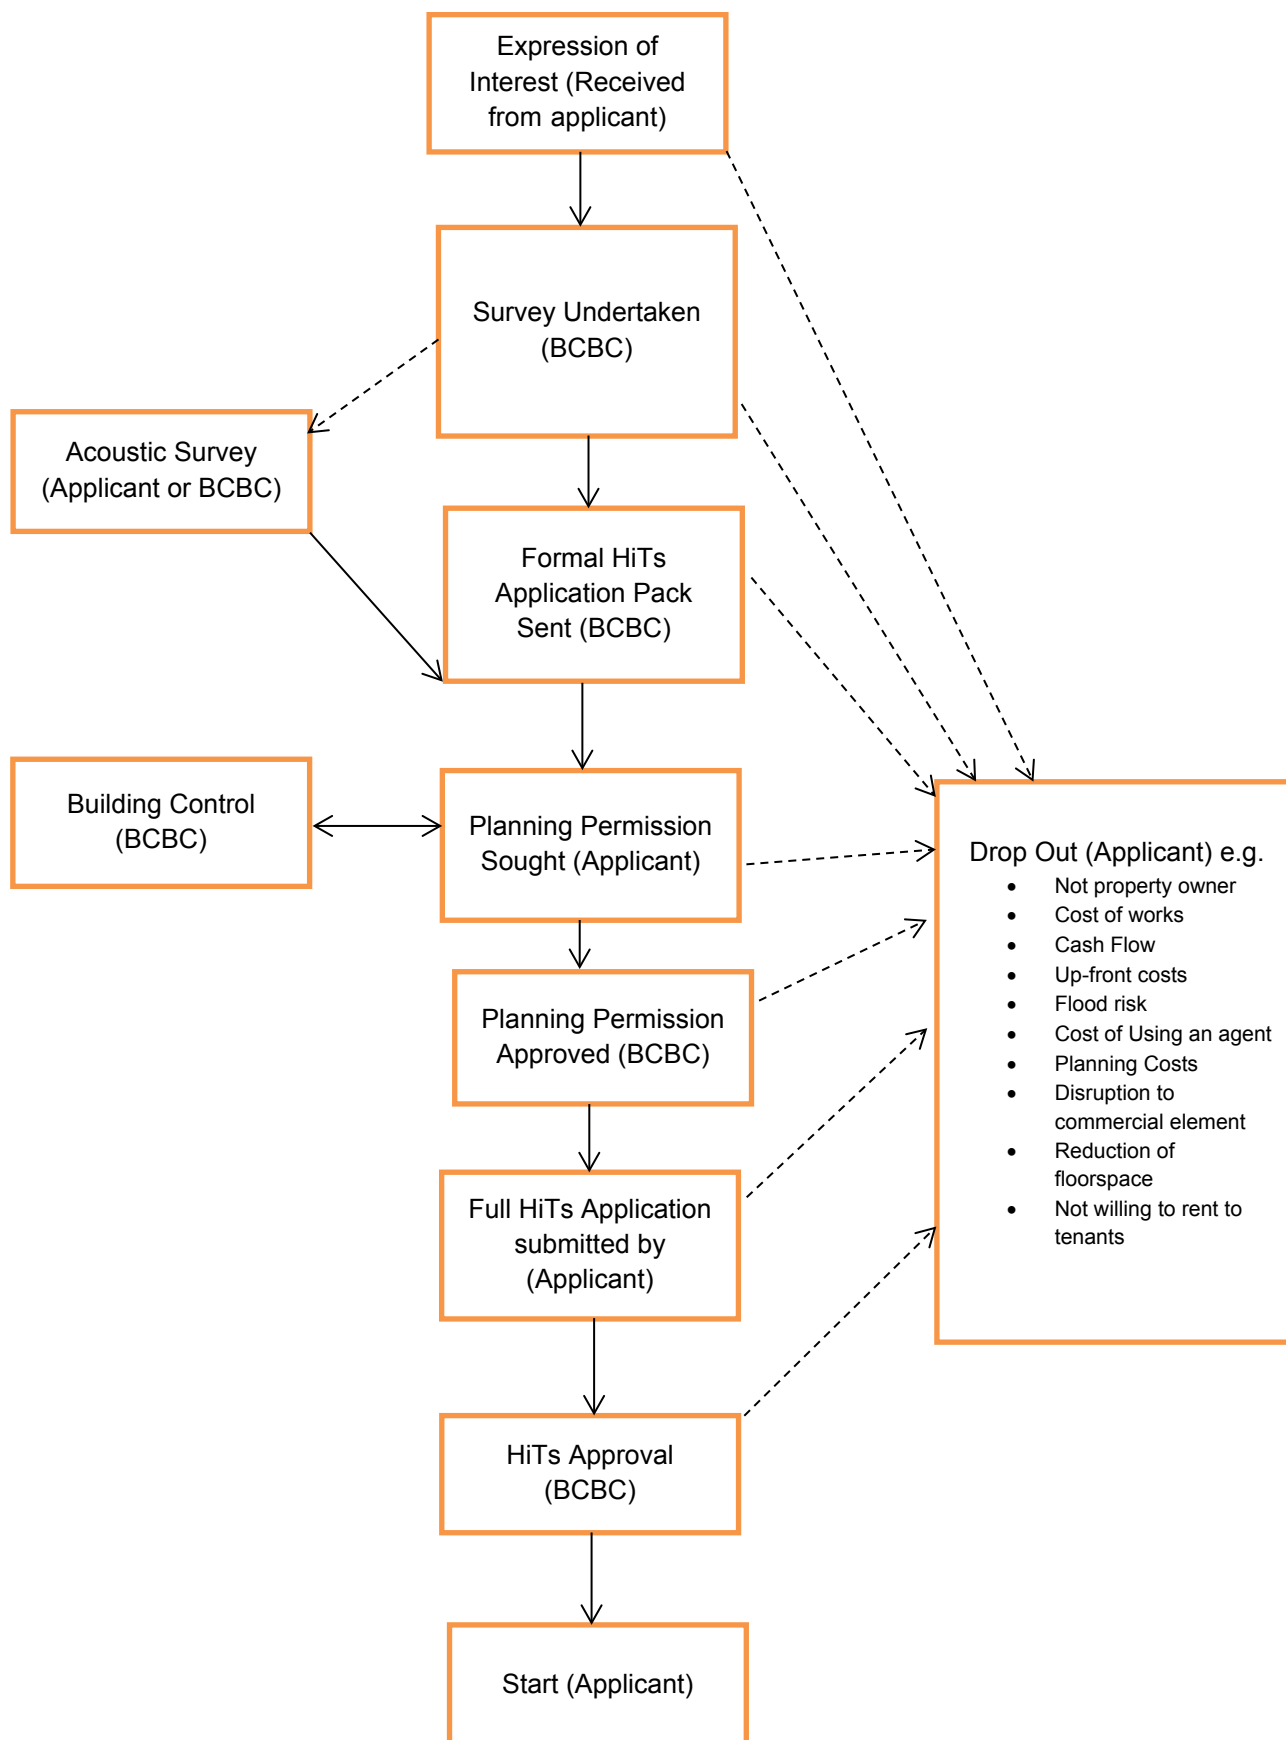 Expression of
Interest (Received
from applicant)
Survey Undertaken
(BCBC)
Acoustic Survey
(Applicant or BCBC)
Formal HiTs
Application Pack
Sent (BCBC)
Building Control
(BCBC)
Planning Permission
Sought (Applicant)
Drop Out (Applicant) e.g.
• Not property owner
• Cost of works
• Cash Flow
• Up-front costs
• Flood risk
• Cost of Using an agent
• Planning Costs
• Disruption to
commercial element
• Reduction of
floorspace
• Not willing to rent to
tenants
Planning Permission
Approved (BCBC)
Full HiTs Application
submitted by
(Applicant)
HiTs Approval
(BCBC)
Start (Applicant)